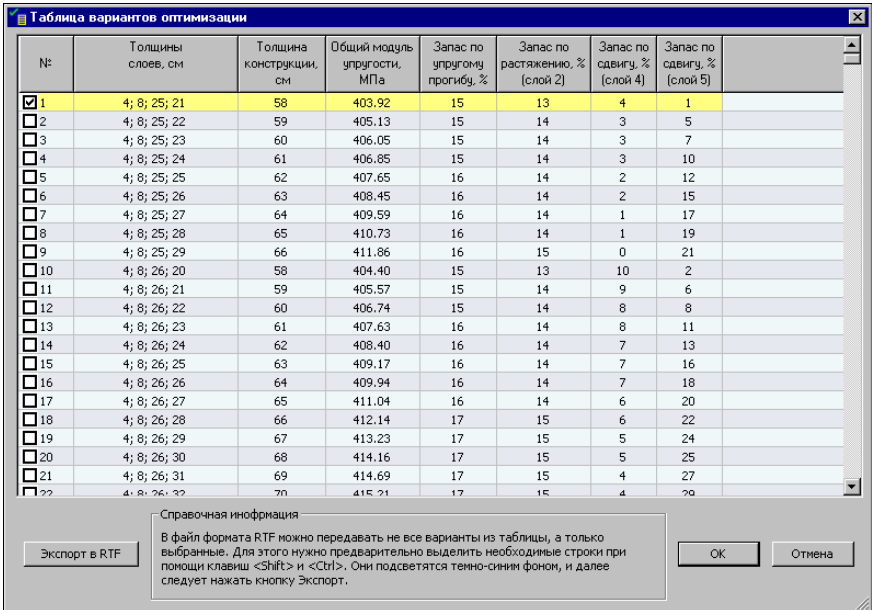 Таблица вариантов оптимизации
№ Толщины слоев, см Толщина конструкции, см Общий модуль упругости, МПа Запас по упругому прогибу, % Запас по растяжению, % (слой 2) Запас по сдвигу, % (слой 4) Запас по сдвигу, % (слой 5)
1 4; 8; 25; 21 58 403.92 15 13 4 1
2 4; 8; 25; 22 59 405.13 15 14 3 5
3 4; 8; 25; 23 60 406.05 15 14 3 7
4 4; 8; 25; 24 61 406.85 15 14 3 10
5 4; 8; 25; 25 62 407.65 16 14 2 12
6 4; 8; 25; 26 63 408.45 16 14 2 15
7 4; 8; 25; 27 64 409.59 16 14 1 17
8 4; 8; 25; 28 65 410.73 16 14 1 19
9 4; 8; 25; 29 66 411.86 16 15 0 21
10 4; 8; 26; 20 58 404.40 15 13 10 2
11 4; 8; 26; 21 59 405.57 15 14 9 6
12 4; 8; 26; 22 60 406.74 15 14 8 8
13 4; 8; 26; 23 61 407.63 16 14 8 11
14 4; 8; 26; 24 62 408.40 16 14 7 13
15 4; 8; 26; 25 63 409.17 16 14 7 16
16 4; 8; 26; 26 64 409.94 16 14 7 18
17 4; 8; 26; 27 65 411.04 16 14 6 20
18 4; 8; 26; 28 66 412.14 17 15 6 22
19 4; 8; 26; 29 67 413.23 17 15 5 24
20 4; 8; 26; 30 68 414.16 17 15 5 25
21 4; 8; 26; 31 69 414.69 17 15 4 27
22 4; 8; 26; 32 70 415.21 17 15 4 29
Справочная инофрмация
В файл формата RTF можно передавать не все варианты из таблицы, а только
выбранные. Для этого нужно предварительно выделить необходимые строки при
помощи клавиш <Shift> и <Ctrl>. Они подсветятся темно-синим фоном, и далее
следует нажать кнопку Экспорт.
Экспорт в RTF
OK
Отмена